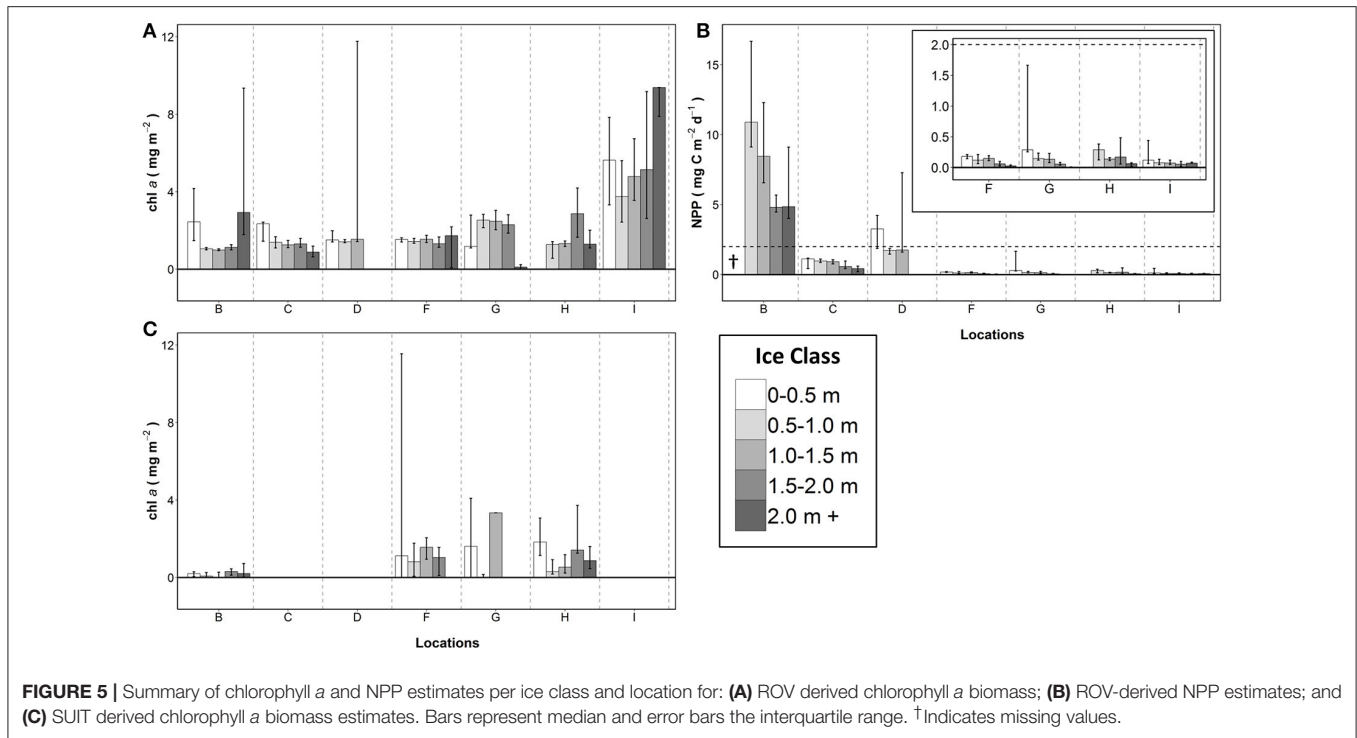 A
12
8
4
0
chl a ( mg m−2 )
B C D F G H I
B
15
10
5
0
NPP ( mg C m−2 d−1 )
†
2.0
1.5
1.0
0.5
0.0
F G H I
B C D F G H I
Locations
C
12
8
4
0
chl a ( mg m−2 )
B C D F G H I
Locations
Ice Class
0-0.5 m
0.5-1.0 m
1.0-1.5 m
1.5-2.0 m
2.0 m +
FIGURE 5 | Summary of chlorophyll a and NPP estimates per ice class and location for: (A) ROV derived chlorophyll a biomass; (B) ROV-derived NPP estimates; and
(C) SUIT derived chlorophyll a biomass estimates. Bars represent median and error bars the interquartile range. †Indicates missing values.